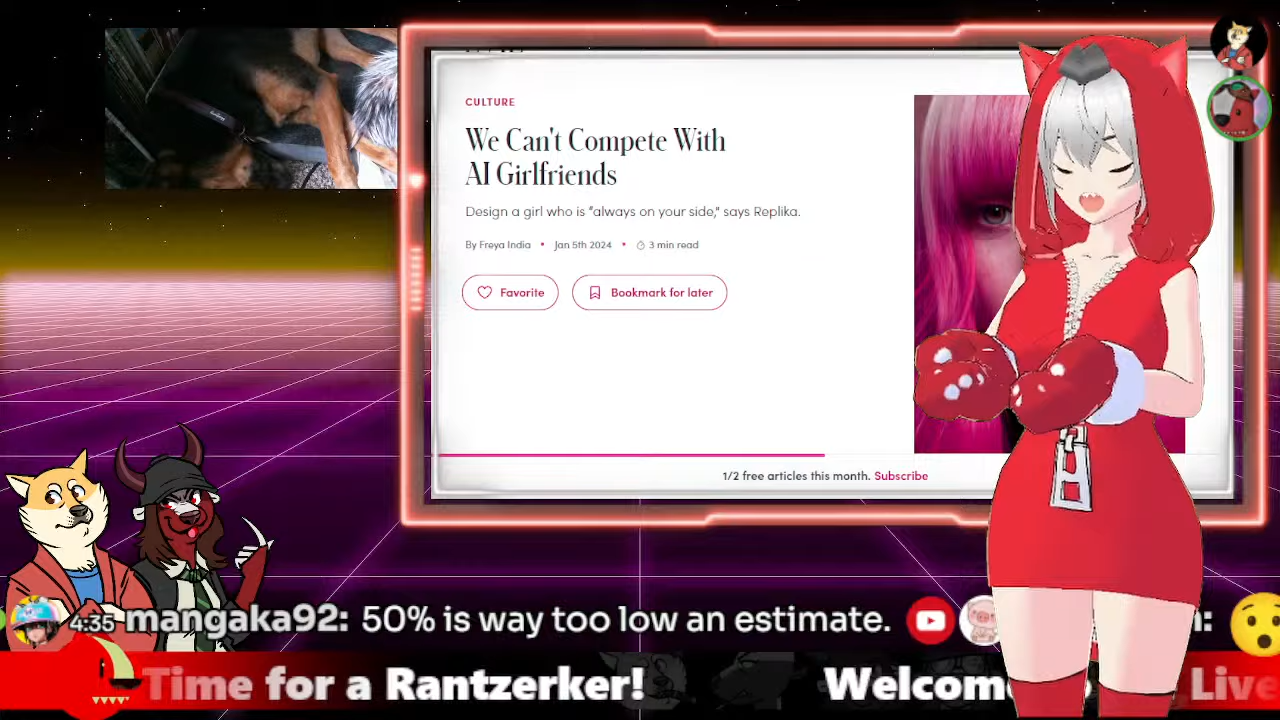 CULTURE
We Can't Compete With
AI Girlfriends
Design a girl who is "always on your side," says Replika.
By Freya India • Jan 5th 2024 • 3 min read
Favorite
Bookmark for later
1/2 free articles this month. Subscribe
4:35 mangaka92: 50% is way too low an estimate.
Time for a Rantzerker!
Live